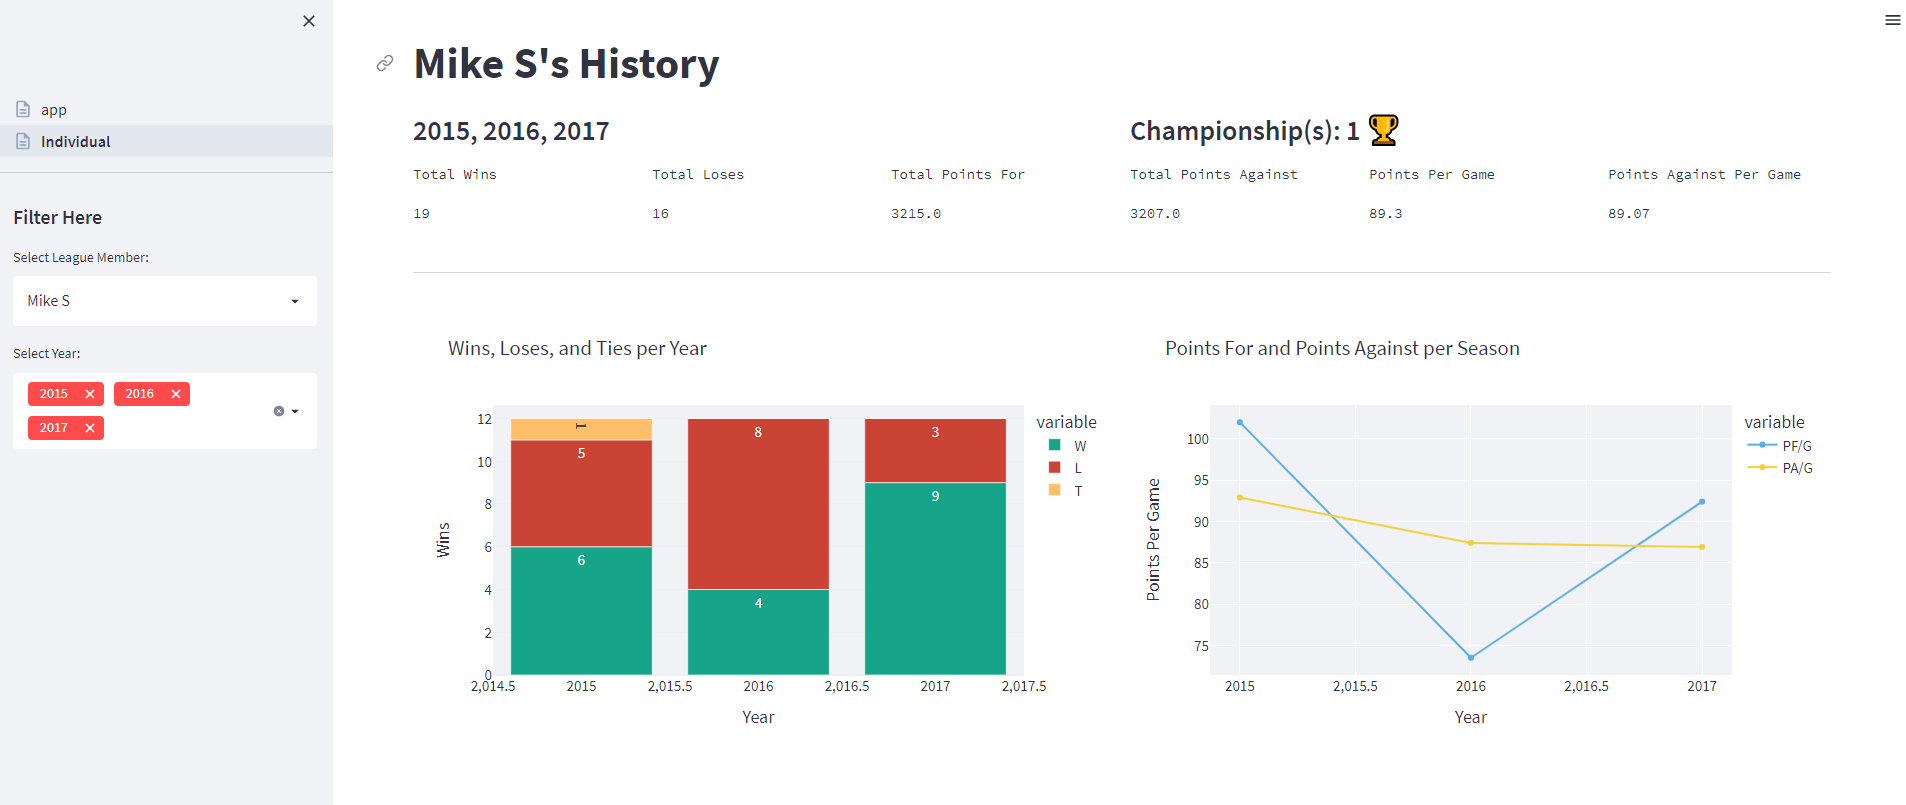 app
Individual
Filter Here
Select League Member:
Mike S
Select Year:
2015 2016
2017
Mike S's History
2015, 2016, 2017
Championship(s): 1 🏆
Total Wins Total Loses Total Points For Total Points Against Points Per Game Points Against Per Game
19 16 3215.0 3207.0 89.3 89.07
Wins, Loses, and Ties per Year
12
10
8
6
4
2
0
Wins
1
5
6
8
4
3
9
2,014.5 2015 2,015.5 2016 2,016.5 2017 2,017.5
Year
variable
W
L
T
Points For and Points Against per Season
100
95
90
85
80
75
Points Per Game
2015 2,015.5 2016 2,016.5 2017
Year
variable
PF/G
PA/G